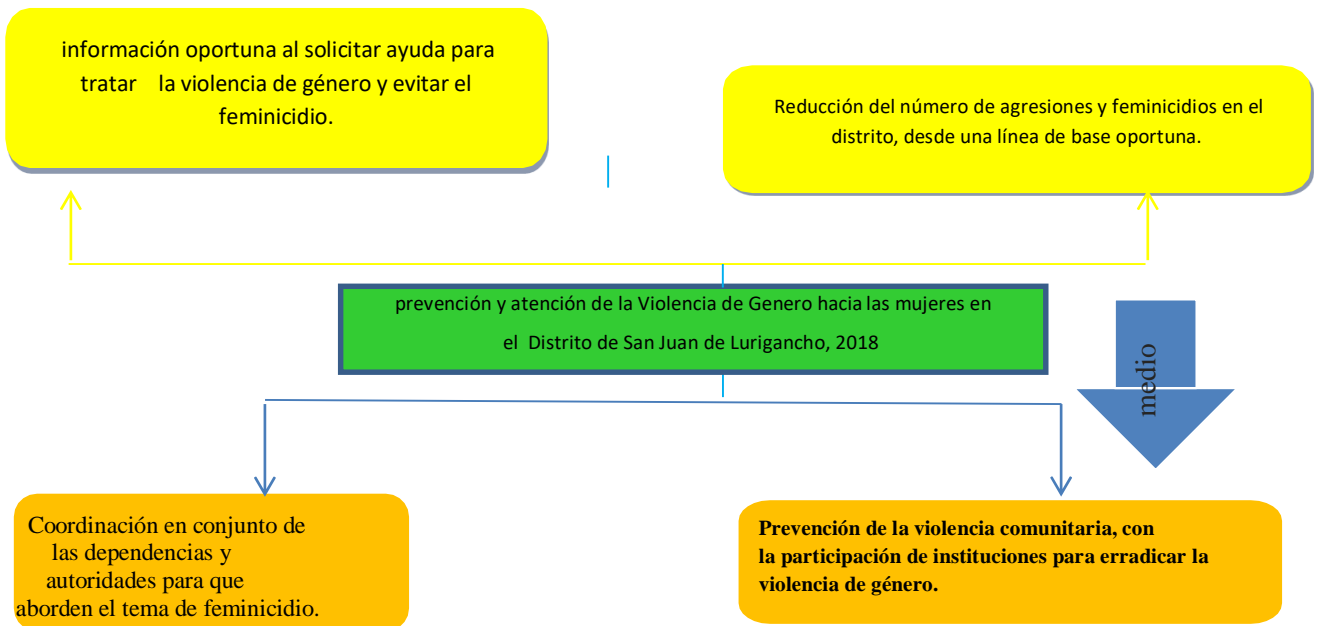 información oportuna al solicitar ayuda para
tratar la violencia de género y evitar el
feminicidio.
Reducción del número de agresiones y feminicidios en el
distrito, desde una línea de base oportuna.
prevención y atención de la Violencia de Genero hacia las mujeres en
el Distrito de San Juan de Lurigancho, 2018
medio
Coordinación en conjunto de
las dependencias y
autoridades para que
aborden el tema de feminicidio.
Prevención de la violencia comunitaria, con
la participación de instituciones para erradicar la
violencia de género.